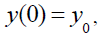 y(0) = y₀,